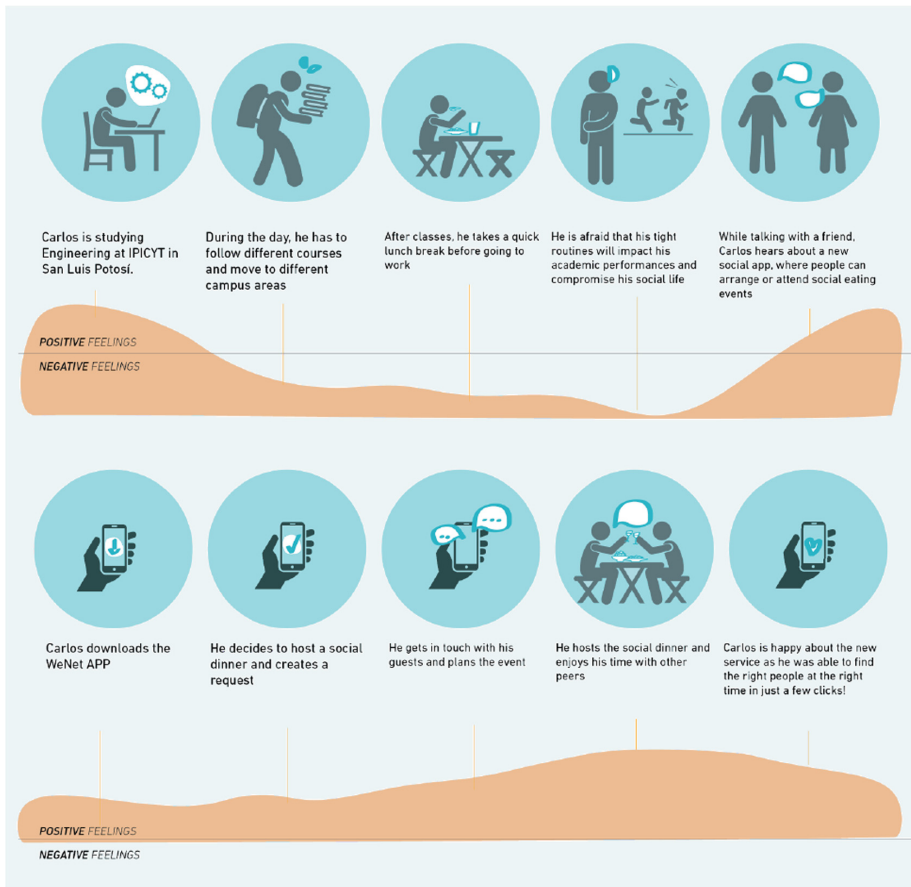 Carlos is studying
Engineering at IPICYT in
San Luis Potosí.
During the day, he has to
follow different courses
and move to different
campus areas
After classes, he takes a quick
lunch break before going to
work
He is afraid that his tight
routines will impact his
academic performances and
compromise his social life
While talking with a friend,
Carlos hears about a new
social app, where people can
arrange or attend social eating
events
POSITIVE FEELINGS
NEGATIVE FEELINGS
Carlos downloads the
WeNet APP
He decides to host a social
dinner and creates a
request
He gets in touch with his
guests and plans the event
He hosts the social dinner and
enjoys his time with other
peers
Carlos is happy about the new
service as he was able to find
the right people at the right
time in just a few clicks!
POSITIVE FEELINGS
NEGATIVE FEELINGS